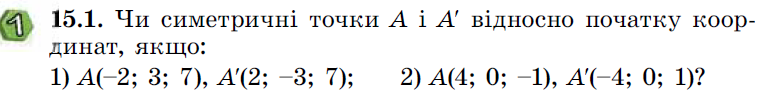 1 15.1. Чи симетричні точки A і A′ відносно початку коор-
динат, якщо:
1) A(–2; 3; 7), A′(2; –3; 7); 2) A(4; 0; –1), A′(–4; 0; 1)?